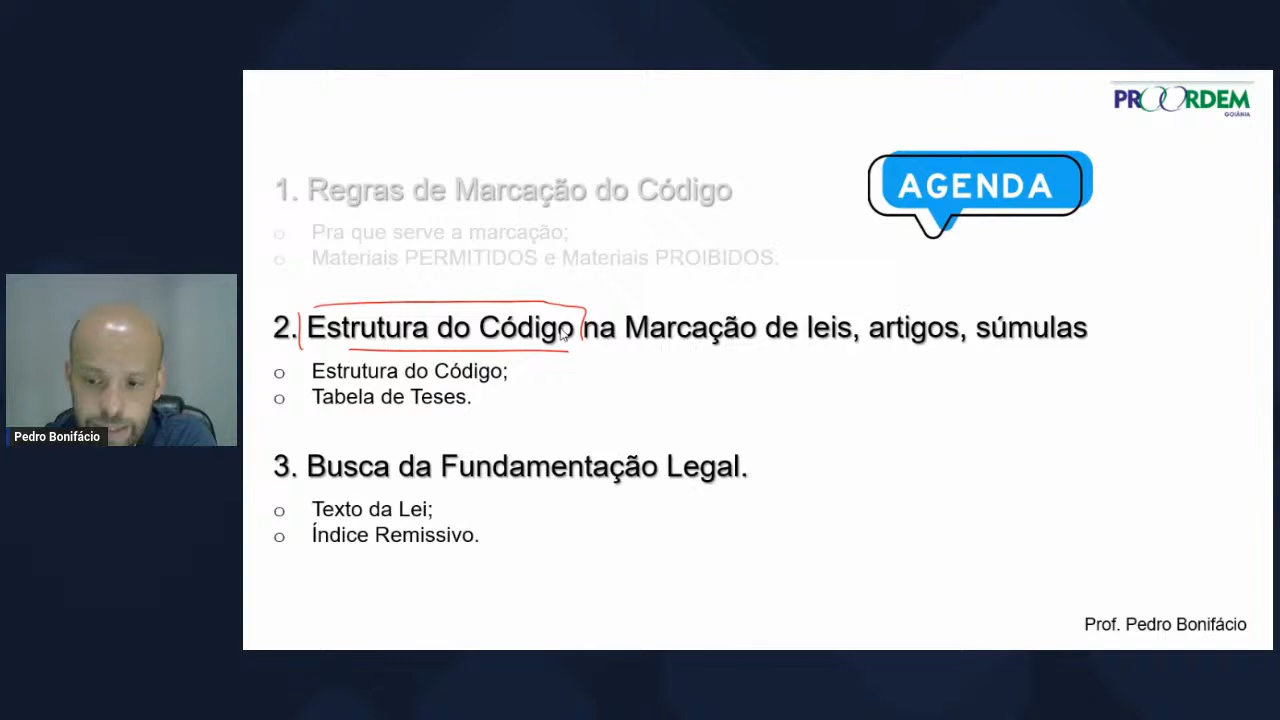 PROORDEM
GOIÂNIA
AGENDA
1. Regras de Marcação do Código
o Pra que serve a marcação;
o Materiais PERMITIDOS e Materiais PROIBIDOS.
2. Estrutura do Código na Marcação de leis, artigos, súmulas
o Estrutura do Código;
o Tabela de Teses.
3. Busca da Fundamentação Legal.
o Texto da Lei;
o Índice Remissivo.
Pedro Bonifácio
Prof. Pedro Bonifácio